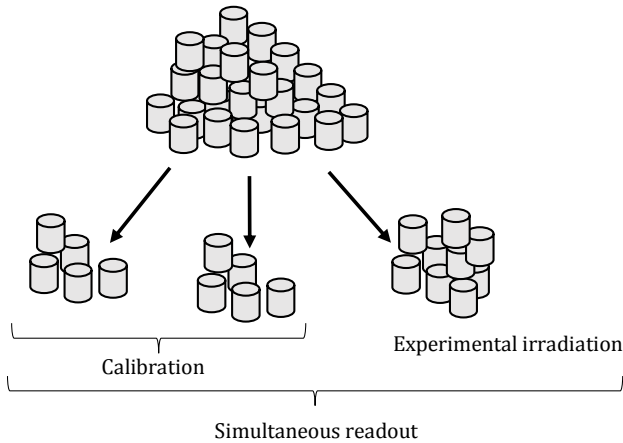 Experimental irradiation
Calibration
Simultaneous readout